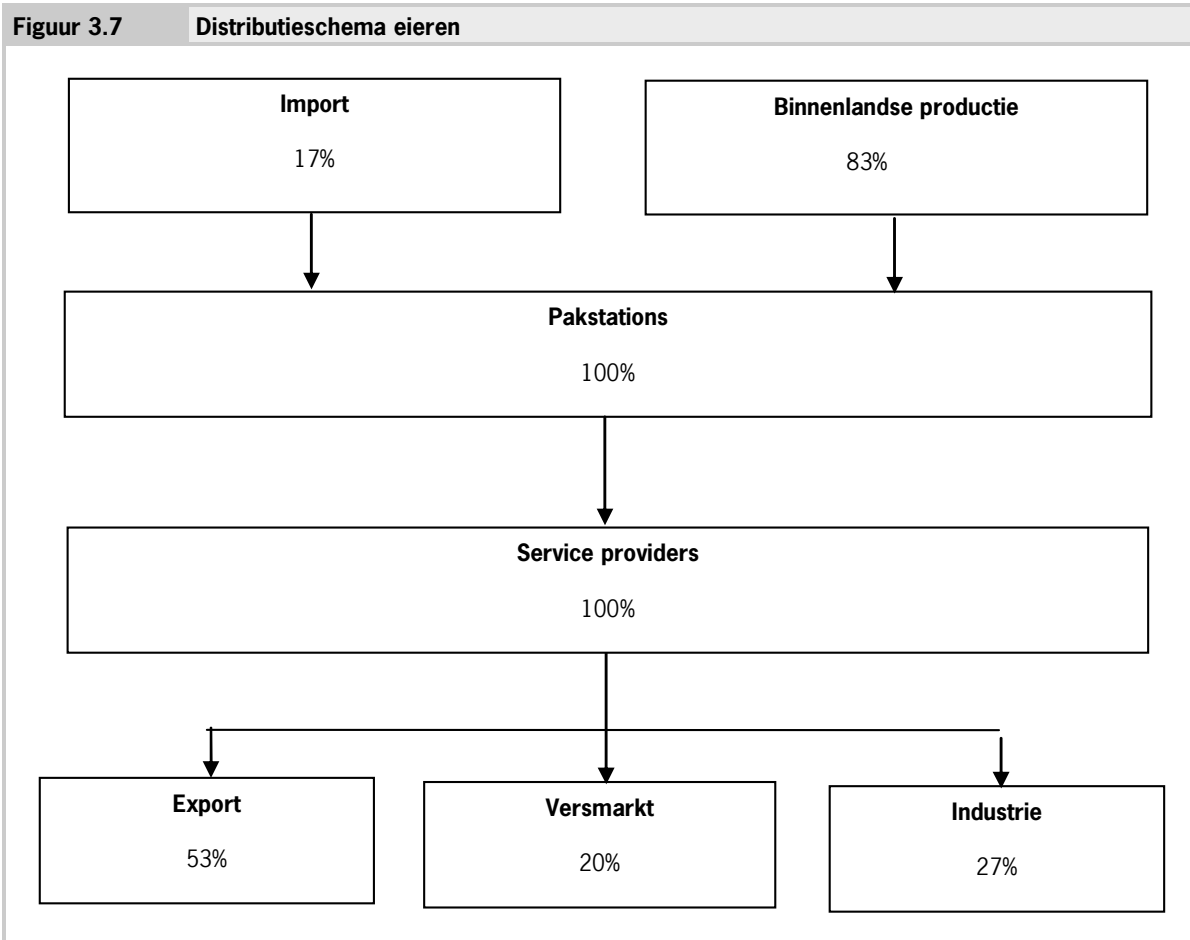 Figuur 3.7 Distributieschema eieren
Import
17%
Binnenlandse productie
83%
Pakstations
100%
Service providers
100%
Export
53%
Versmarkt
20%
Industrie
27%